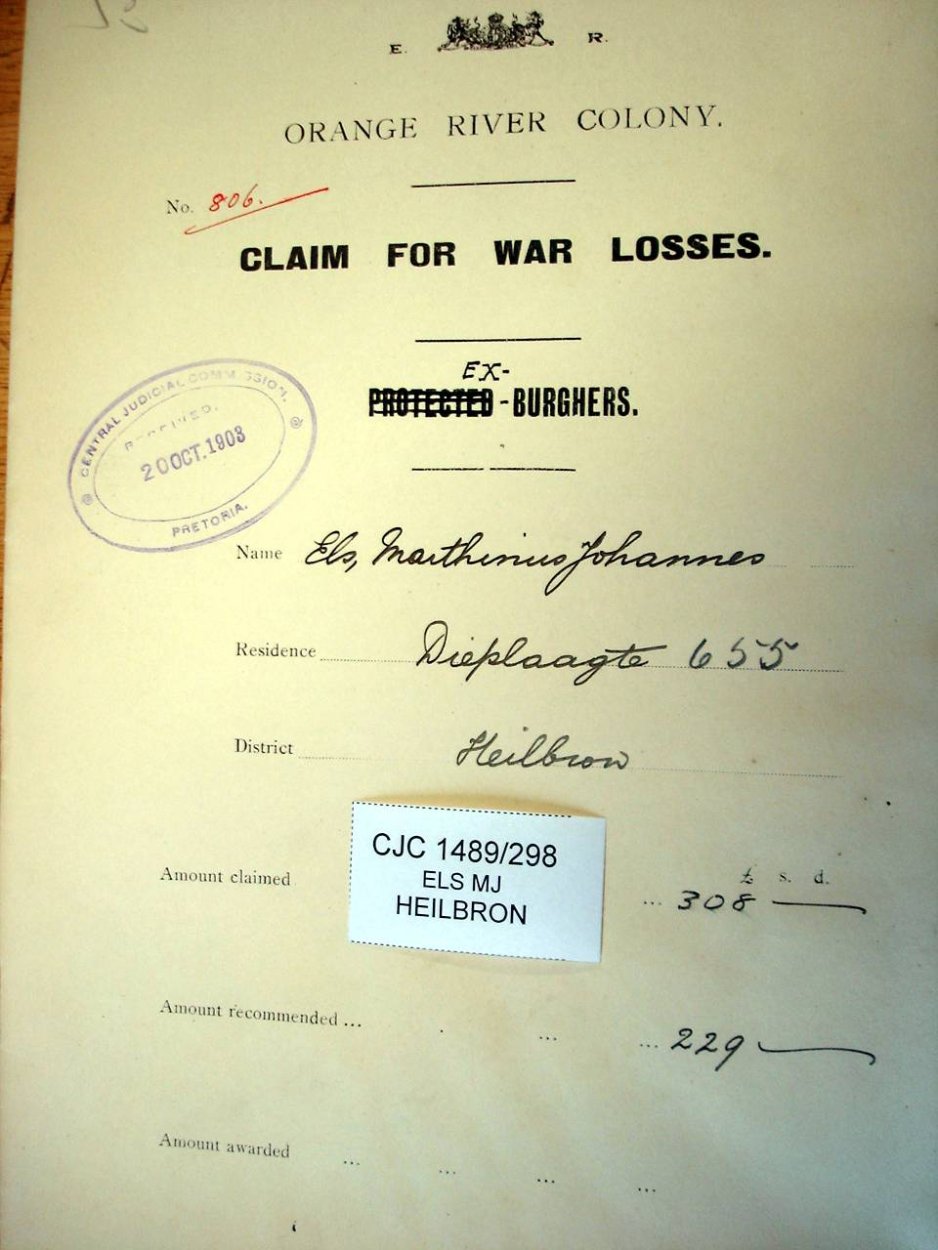 E. R.
ORANGE RIVER COLONY.
No. 806.
CLAIM FOR WAR LOSSES.
EX-
PROTECTED-BURGHERS.
CENTRAL JUDICIAL COMMISSION.
RECEIVED.
20 OCT. 1903
PRETORIA.
Name Els, Marthinus Johannes
Residence Dieplaagte 655
District Heilbron
CJC 1489/298
ELS MJ
HEILBRON
£ s. d.
Amount claimed ... 308
Amount recommended ... ... ... 229
Amount awarded ... ... ... ...